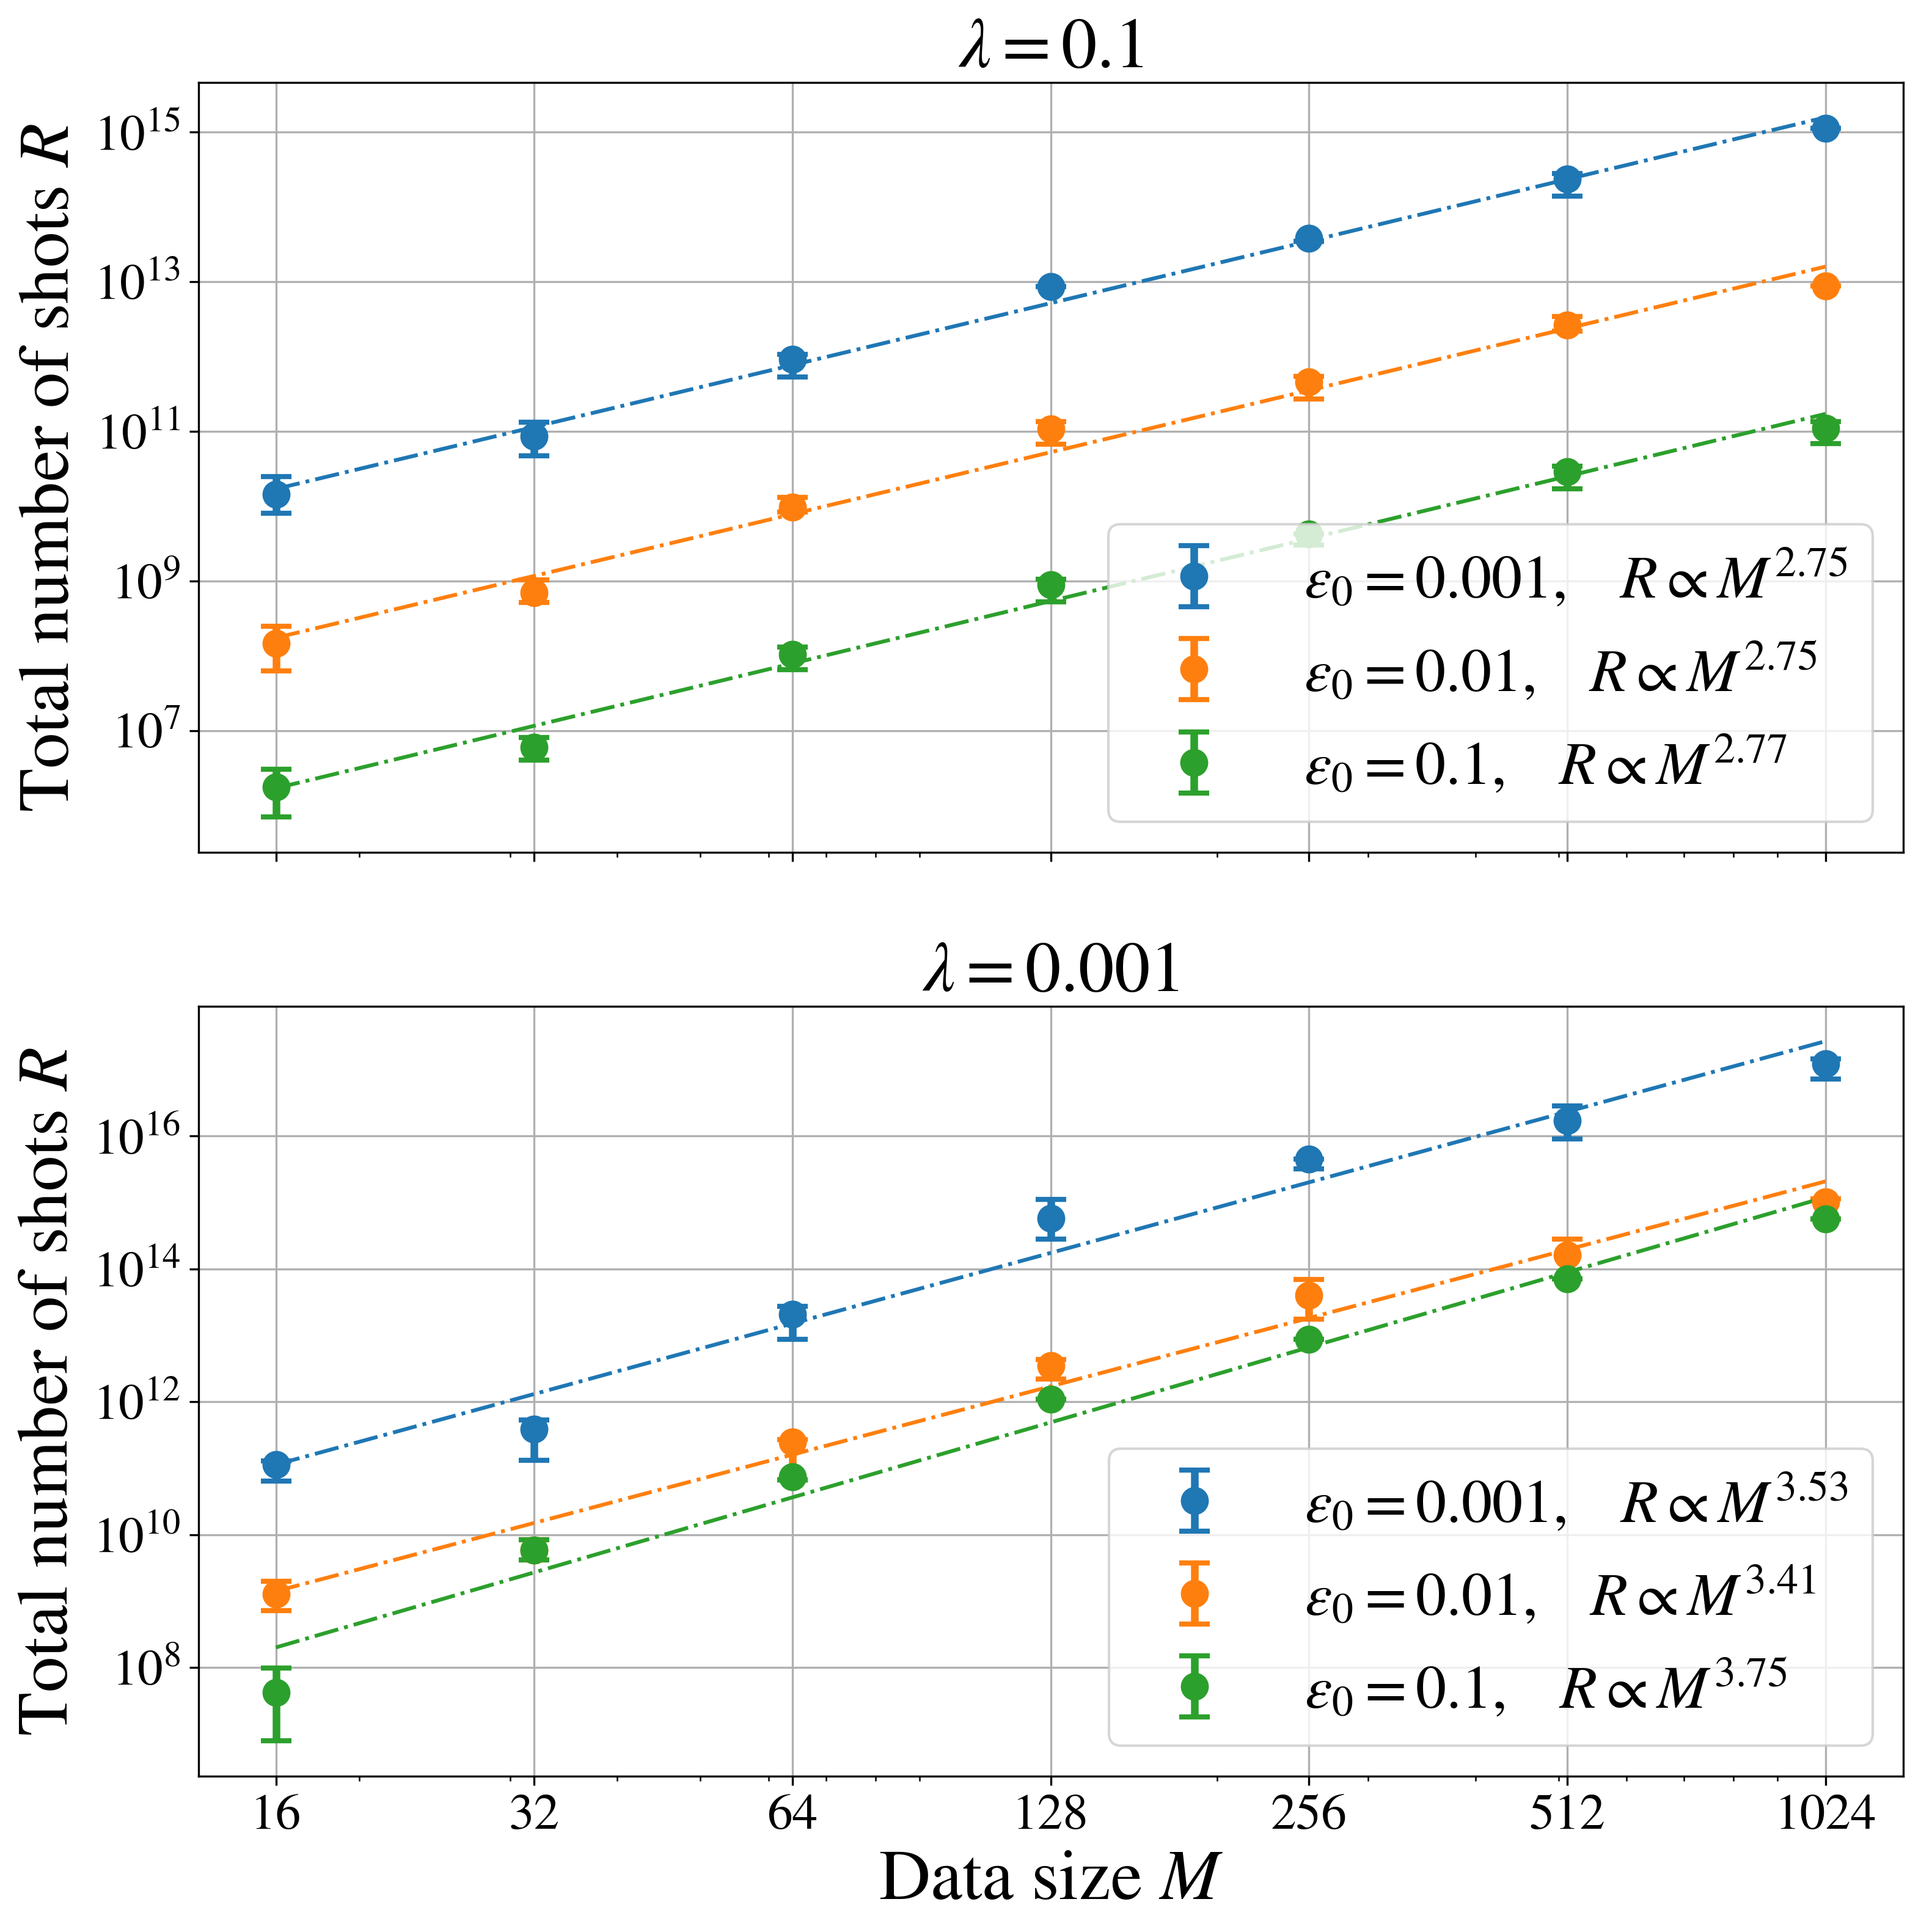 λ = 0.1
Total number of shots R
10^15
10^13
10^11
10^9
10^7
ε₀ = 0.001, R ∝ M^2.75
ε₀ = 0.01, R ∝ M^2.75
ε₀ = 0.1, R ∝ M^2.77
λ = 0.001
Total number of shots R
10^16
10^14
10^12
10^10
10^8
ε₀ = 0.001, R ∝ M^3.53
ε₀ = 0.01, R ∝ M^3.41
ε₀ = 0.1, R ∝ M^3.75
16 32 64 128 256 512 1024
Data size M